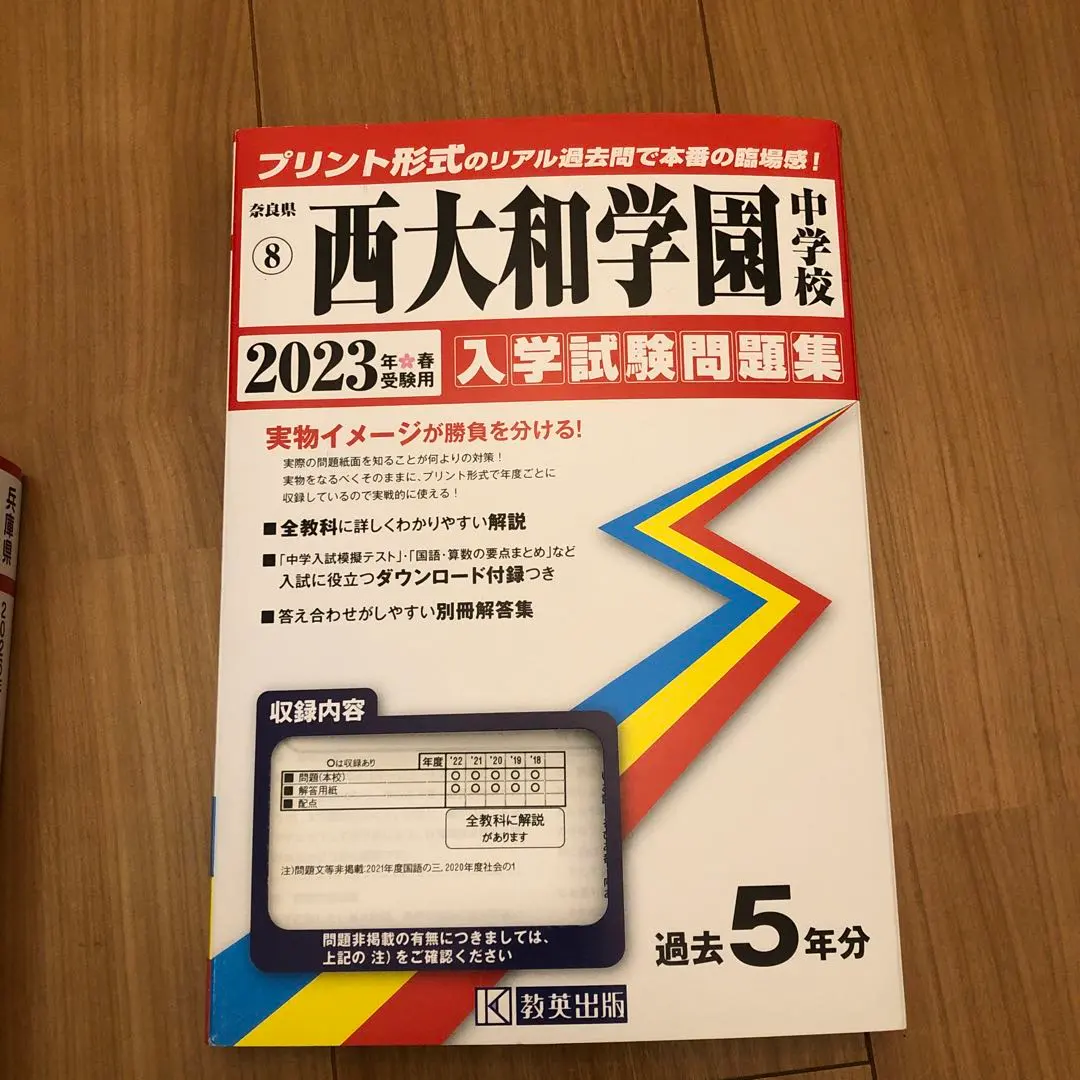 プリント形式のリアル過去問で本番の臨場感！
奈良県
⑧
西大和学園
中学校
2023年春受験用
入学試験問題集
実物イメージが勝負を分ける！
実際の問題紙面を知ることが何よりの対策！
実物をなるべくそのままに、プリント形式で年度ごとに
収録しているので実戦的に使える！
■全教科に詳しくわかりやすい解説
■「中学入試模擬テスト」・「国語・算数の要点まとめ」など
入試に役立つダウンロード付録つき
■答え合わせがしやすい別冊解答集
収録内容
○は収録あり 年度 '22 '21 '20 '19 '18
■ 問題(本校) ○ ○ ○ ○ ○
■ 解答用紙 ○ ○ ○ ○ ○
■ 配点
全教科に解説
があります
注)問題文等非掲載:2021年度国語の三,2020年度社会の1
問題非掲載の有無につきましては、
上記の 注）をご確認ください
過去5年分
教英出版
兵庫県